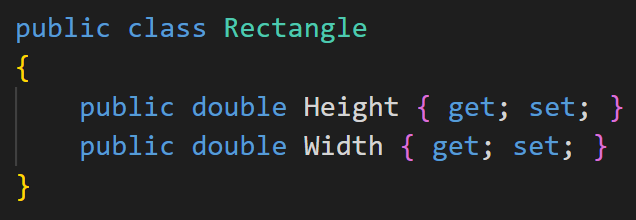 public class Rectangle
{
    public double Height { get; set; }
    public double Width { get; set; }
}